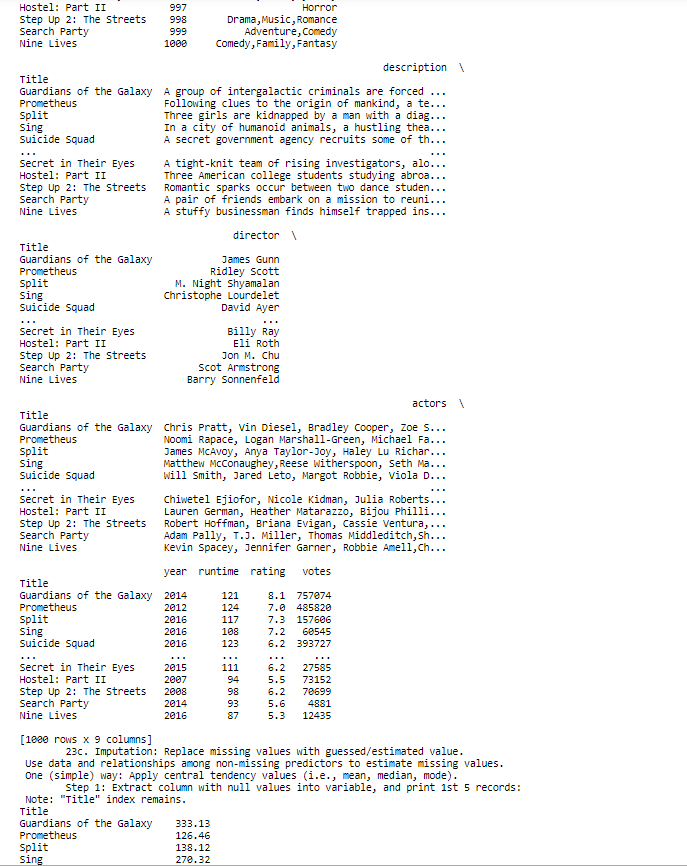 Hostel: Part II 997 Horror
Step Up 2: The Streets 998 Drama,Music,Romance
Search Party 999 Adventure,Comedy
Nine Lives 1000 Comedy,Family,Fantasy
description \
Title
Guardians of the Galaxy A group of intergalactic criminals are forced ...
Prometheus Following clues to the origin of mankind, a te...
Split Three girls are kidnapped by a man with a diag...
Sing In a city of humanoid animals, a hustling thea...
Suicide Squad A secret government agency recruits some of th...
... ...
Secret in Their Eyes A tight-knit team of rising investigators, alo...
Hostel: Part II Three American college students studying abroa...
Step Up 2: The Streets Romantic sparks occur between two dance studen...
Search Party A pair of friends embark on a mission to reuni...
Nine Lives A stuffy businessman finds himself trapped ins...
director \
Title
Guardians of the Galaxy James Gunn
Prometheus Ridley Scott
Split M. Night Shyamalan
Sing Christophe Lourdelet
Suicide Squad David Ayer
... ...
Secret in Their Eyes Billy Ray
Hostel: Part II Eli Roth
Step Up 2: The Streets Jon M. Chu
Search Party Scot Armstrong
Nine Lives Barry Sonnenfeld
actors \
Title
Guardians of the Galaxy Chris Pratt, Vin Diesel, Bradley Cooper, Zoe S...
Prometheus Noomi Rapace, Logan Marshall-Green, Michael Fa...
Split James McAvoy, Anya Taylor-Joy, Haley Lu Richar...
Sing Matthew McConaughey,Reese Witherspoon, Seth Ma...
Suicide Squad Will Smith, Jared Leto, Margot Robbie, Viola D...
... ...
Secret in Their Eyes Chiwetel Ejiofor, Nicole Kidman, Julia Roberts...
Hostel: Part II Lauren German, Heather Matarazzo, Bijou Philli...
Step Up 2: The Streets Robert Hoffman, Briana Evigan, Cassie Ventura,...
Search Party Adam Pally, T.J. Miller, Thomas Middleditch,Sh...
Nine Lives Kevin Spacey, Jennifer Garner, Robbie Amell,Ch...
year runtime rating votes
Title
Guardians of the Galaxy 2014 121 8.1 757074
Prometheus 2012 124 7.0 485820
Split 2016 117 7.3 157606
Sing 2016 108 7.2 60545
Suicide Squad 2016 123 6.2 393727
... ... ... ... ...
Secret in Their Eyes 2015 111 6.2 27585
Hostel: Part II 2007 94 5.5 73152
Step Up 2: The Streets 2008 98 6.2 70699
Search Party 2014 93 5.6 4881
Nine Lives 2016 87 5.3 12435
[1000 rows x 9 columns]
23c. Imputation: Replace missing values with guessed/estimated value.
Use data and relationships among non-missing predictors to estimate missing values.
One (simple) way: Apply central tendency values (i.e., mean, median, mode).
Step 1: Extract column with null values into variable, and print 1st 5 records:
Note: "Title" index remains.
Title
Guardians of the Galaxy 333.13
Prometheus 126.46
Split 138.12
Sing 270.32